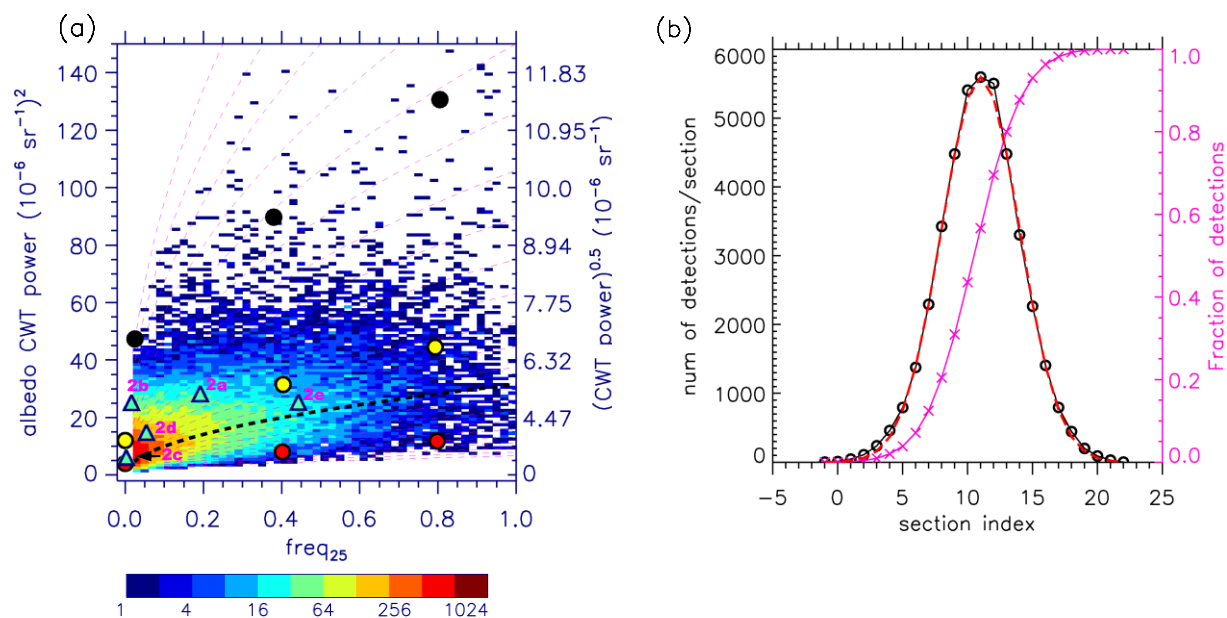 (a)
albedo CWT power (10⁻⁶ sr⁻¹)²
140
120
100
80
60
40
20
0
11.83
10.95
10.0
8.94
7.75
6.32
4.47
0
(CWT power)⁰·⁵ (10⁻⁶ sr⁻¹)
2b
2a
2e
2d
2c
0.0 0.2 0.4 0.6 0.8 1.0
freq₂₅
1 4 16 64 256 1024
(b)
num of detections/section
6000
5000
4000
3000
2000
1000
0
1.0
0.8
0.6
0.4
0.2
0.0
Fraction of detections
-5 0 5 10 15 20 25
section index